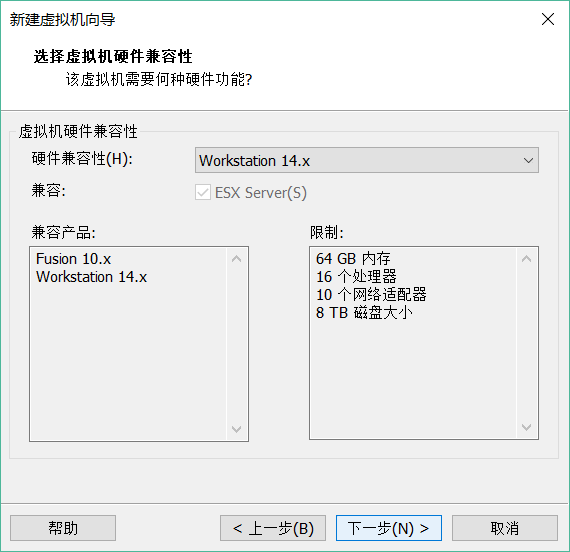 新建虚拟机向导
选择虚拟机硬件兼容性
该虚拟机需要何种硬件功能?
虚拟机硬件兼容性
硬件兼容性(H):
Workstation 14.x
兼容:
ESX Server(S)
兼容产品:
限制:
Fusion 10.x
Workstation 14.x
64 GB 内存
16 个处理器
10 个网络适配器
8 TB 磁盘大小
帮助
< 上一步(B)
下一步(N) >
取消